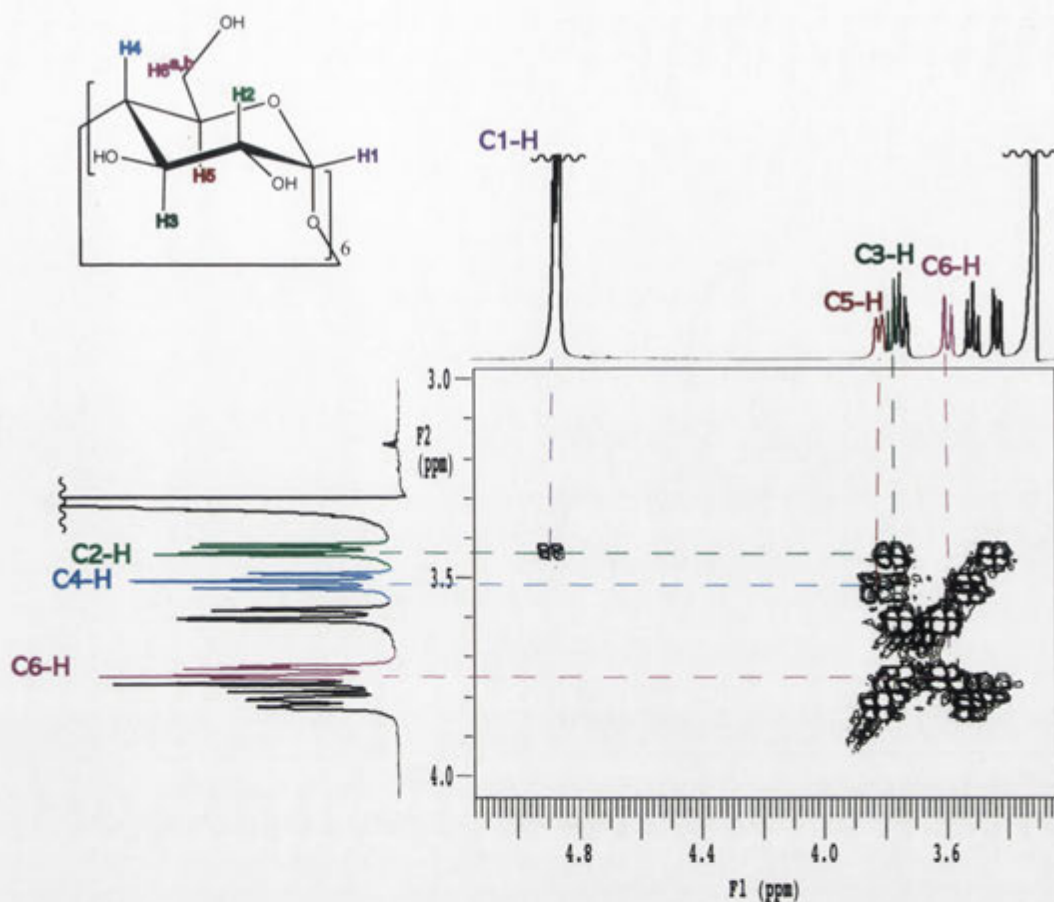 OH
H4
H6a,b
H2
O
HO
H1
H5
OH
H3
O
6
C1-H
C3-H
C6-H
C5-H
3.0
F2
(ppm)
C2-H
C4-H
3.5
C6-H
4.0
4.8
4.4
4.0
3.6
F1 (ppm)